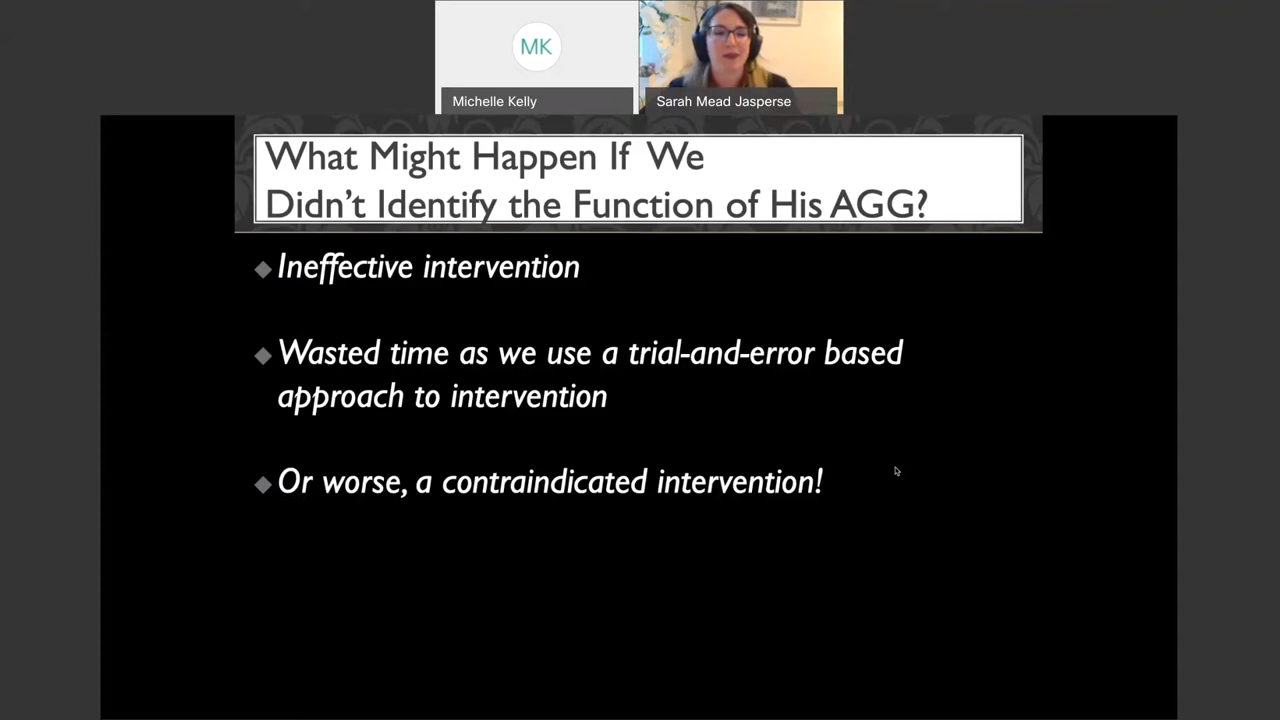 MK
Michelle Kelly
Sarah Mead Jasperse
What Might Happen If We
Didn't Identify the Function of His AGG?
Ineffective intervention
Wasted time as we use a trial-and-error based
approach to intervention
Or worse, a contraindicated intervention!